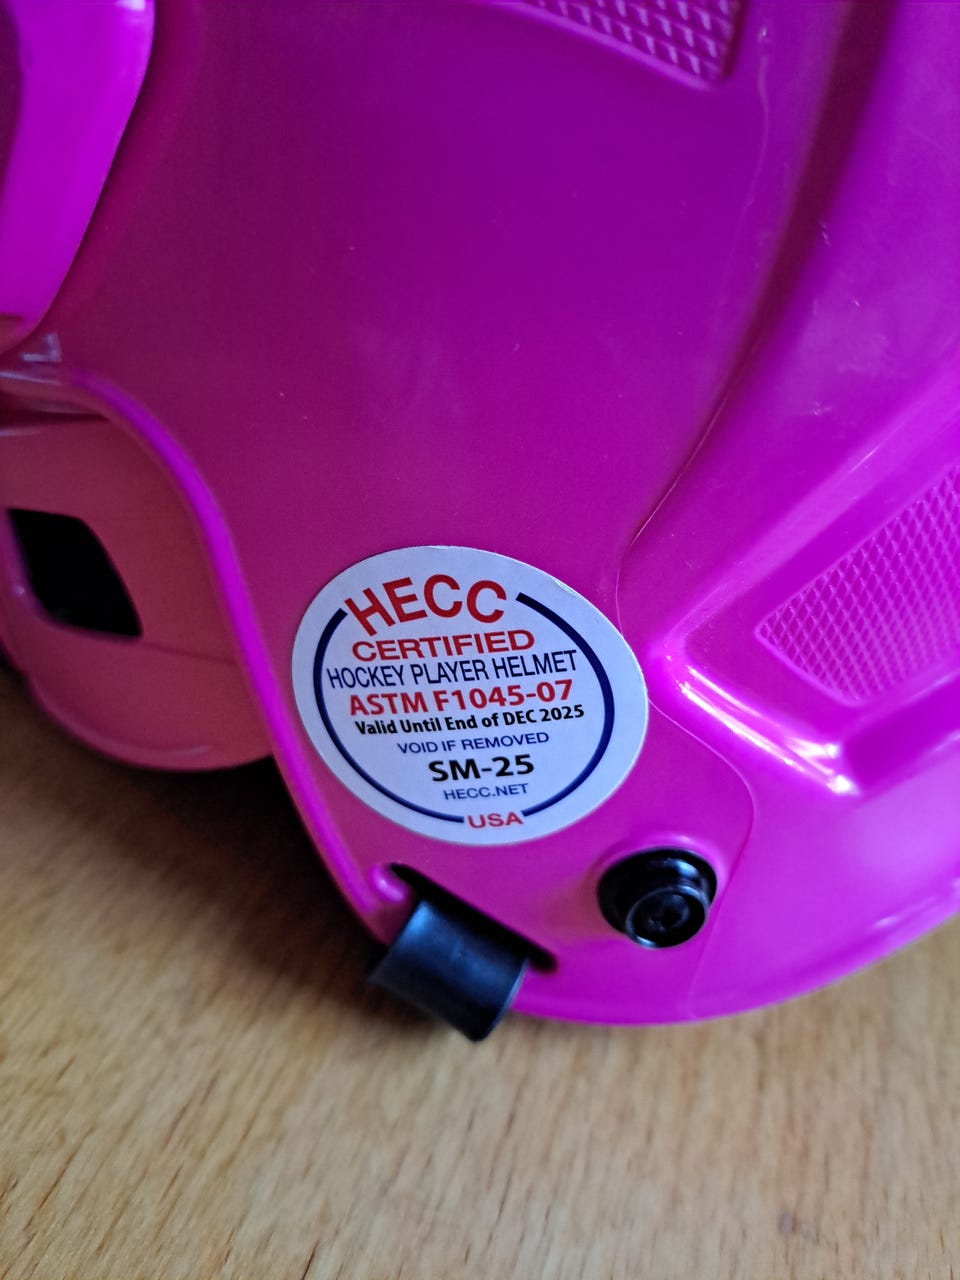 HECC
CERTIFIED
HOCKEY PLAYER HELMET
ASTM F1045-07
Valid Until End of DEC 2025
VOID IF REMOVED
SM-25
HECC.NET
USA